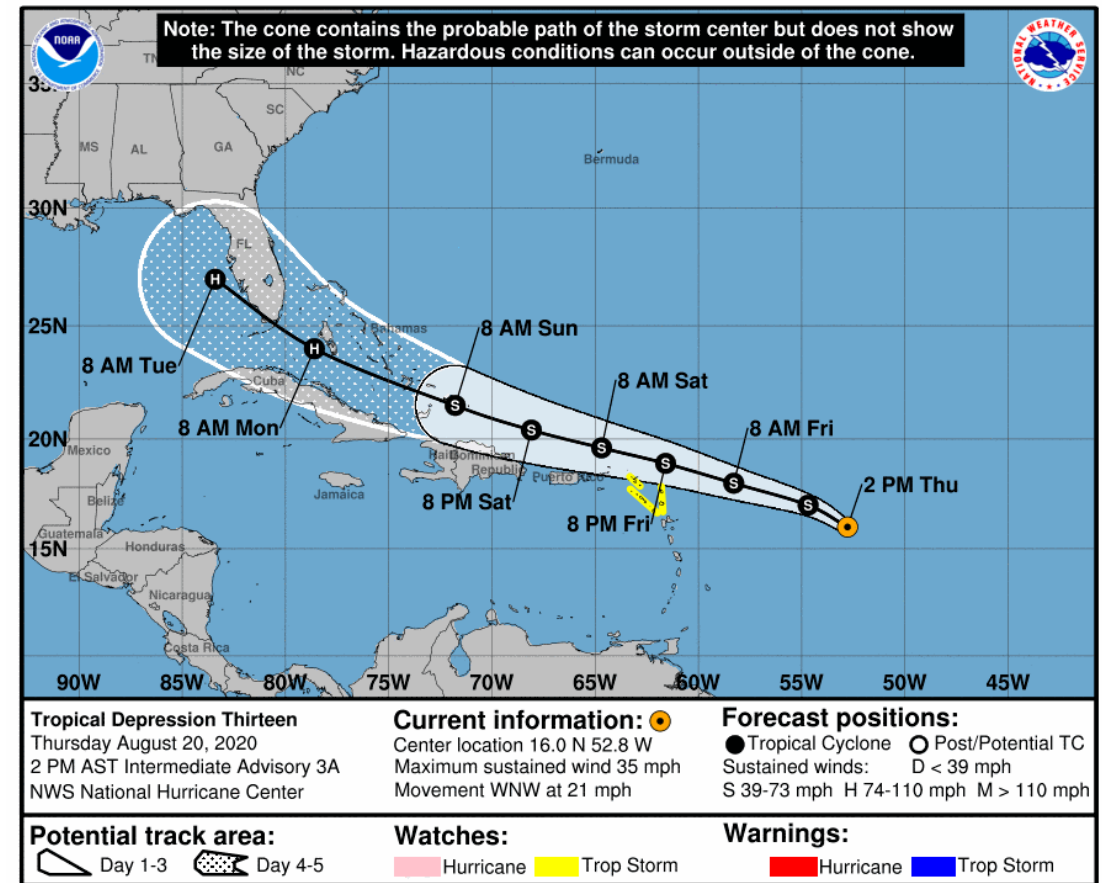 Note: The cone contains the probable path of the storm center but does not show
the size of the storm. Hazardous conditions can occur outside of the cone.
NOAA
NATIONAL WEATHER SERVICE
TN
NC
35
SC
MS
AL
GA
Bermuda
30N
FL
25N
Bahamas
8 AM Sun
8 AM Tue
8 AM Sat
Cuba
8 AM Mon
8 AM Fri
20N
Mexico
Haiti
Dominican
Republic
Puerto Rico
2 PM Thu
Jamaica
8 PM Sat
Belize
8 PM Fri
Guatemala
15N
Honduras
El Salvador
Nicaragua
Costa Rica
H
H
S
S
S
S
S
S
90W 85W 80W 75W 70W 65W 60W 55W 50W 45W
Tropical Depression Thirteen
Thursday August 20, 2020
2 PM AST Intermediate Advisory 3A
NWS National Hurricane Center
Current information:
Center location 16.0 N 52.8 W
Maximum sustained wind 35 mph
Movement WNW at 21 mph
Forecast positions:
Tropical Cyclone Post/Potential TC
Sustained winds: D < 39 mph
S 39-73 mph H 74-110 mph M > 110 mph
Potential track area:
Day 1-3 Day 4-5
Watches:
Hurricane Trop Storm
Warnings:
Hurricane Trop Storm